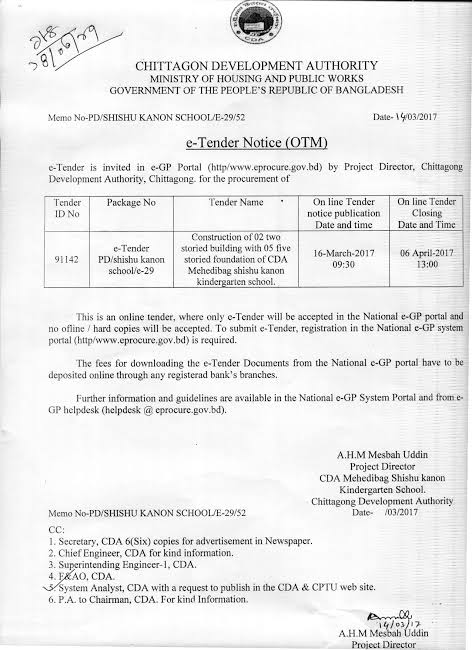 CDA
CHITTAGON DEVELOPMENT AUTHORITY
MINISTRY OF HOUSING AND PUBLIC WORKS
GOVERNMENT OF THE PEOPLE'S REPUBLIC OF BANGLADESH
Memo No-PD/SHISHU KANON SCHOOL/E-29/52 Date- 14/03/2017
e-Tender Notice (OTM)
e-Tender is invited in e-GP Portal (http/www.eprocure.gov.bd) by Project Director, Chittagong
Development Authority, Chittagong. for the procurement of
Tender ID No
Package No
Tender Name
On line Tender notice publication Date and time
On line Tender Closing Date and Time
91142
e-Tender PD/shishu kanon school/e-29
Construction of 02 two storied building with 05 five storied foundation of CDA Mehedibag shishu kanon kindergarten school.
16-March-2017 09:30
06 April-2017 13:00
This is an online tender, where only e-Tender will be accepted in the National e-GP portal and
no ofline / hard copies will be accepted. To submit e-Tender, registration in the National e-GP system
portal (http/www.eprocure.gov.bd) is required.
The fees for downloading the e-Tender Documents from the National e-GP portal have to be
deposited online through any registerad bank's branches.
Further information and guidelines are available in the National e-GP System Portal and from e-
GP helpdesk (helpdesk @ eprocure.gov.bd).
A.H.M Mesbah Uddin
Project Director
CDA Mehedibag Shishu kanon
Kindergarten School.
Chittagong Development Authority
Memo No-PD/SHISHU KANON SCHOOL/E-29/52 Date- /03/2017
CC:
1. Secretary, CDA 6(Six) copies for advertisement in Newspaper.
2. Chief Engineer, CDA for kind information.
3. Superintending Engineer-1, CDA.
4. F&AO, CDA.
5. System Analyst, CDA with a request to publish in the CDA & CPTU web site.
6. P.A. to Chairman, CDA. For kind Information.
14/03/17
A.H.M Mesbah Uddin
Project Director